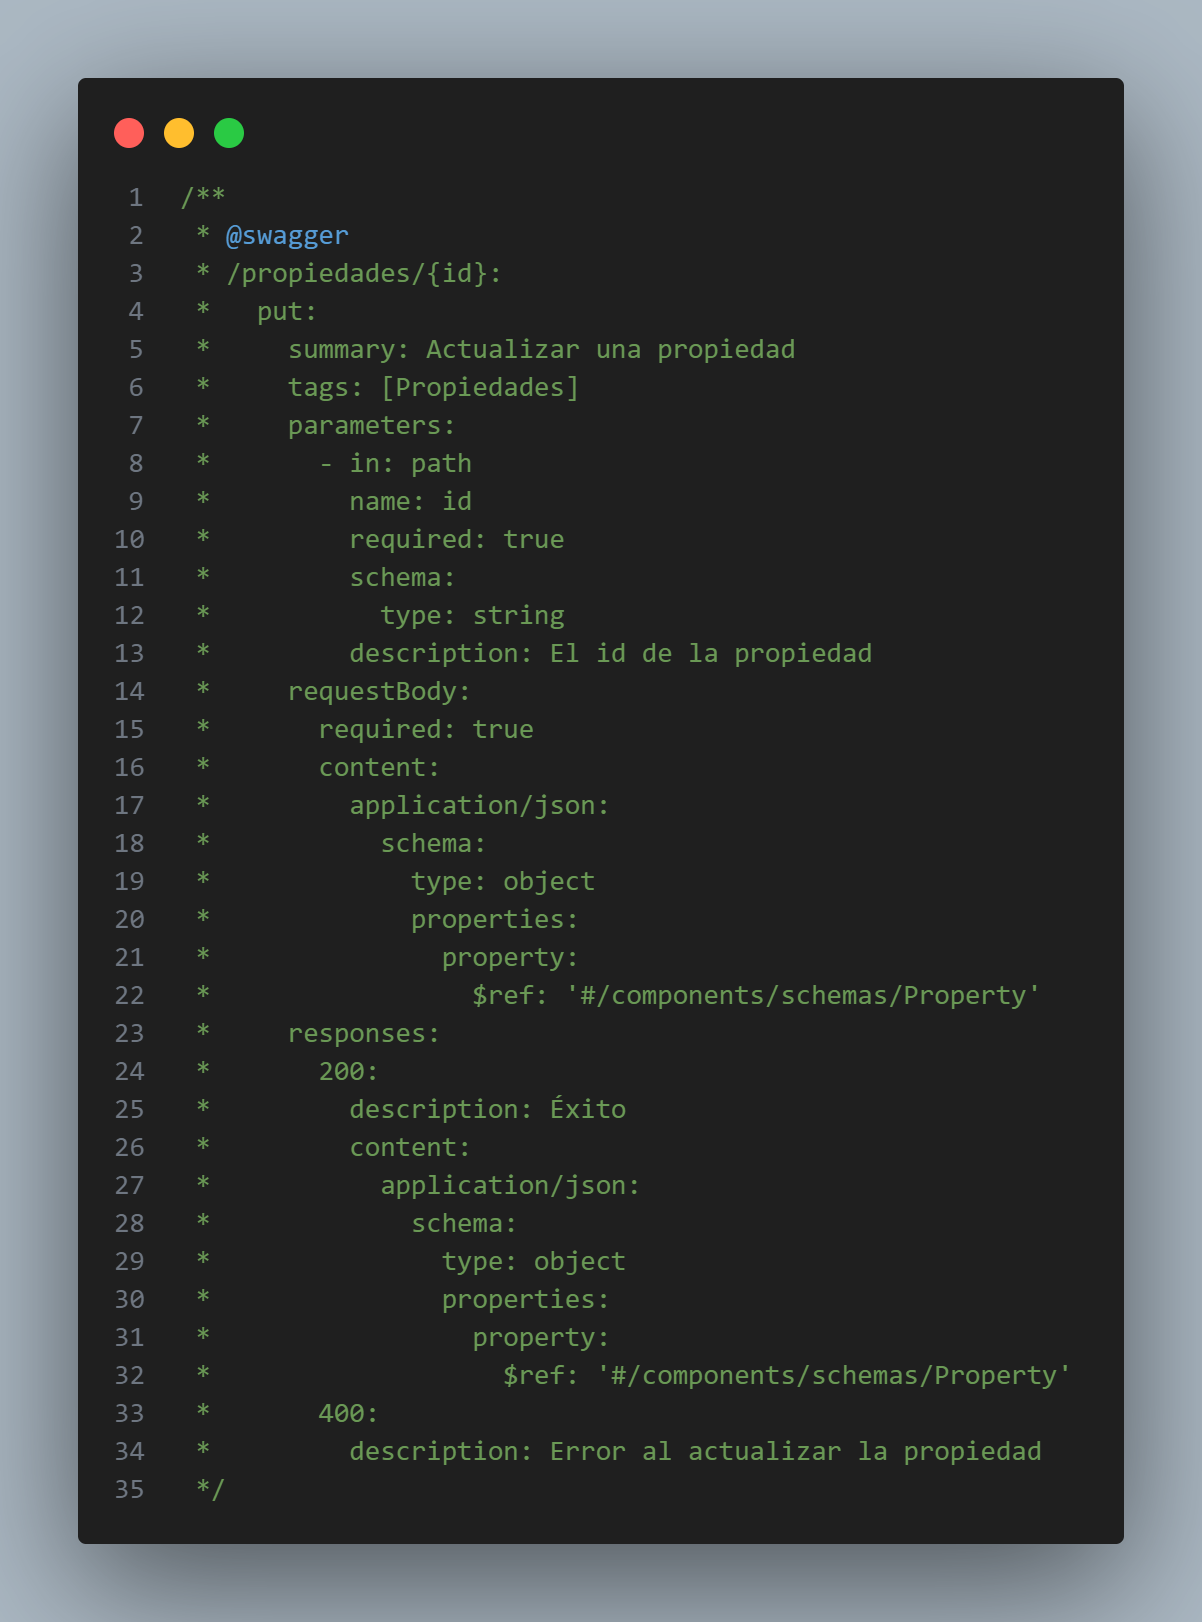 1 /**
2  * @swagger
3  * /propiedades/{id}:
4  *   put:
5  *     summary: Actualizar una propiedad
6  *     tags: [Propiedades]
7  *     parameters:
8  *       - in: path
9  *         name: id
10  *         required: true
11  *         schema:
12  *           type: string
13  *         description: El id de la propiedad
14  *     requestBody:
15  *       required: true
16  *       content:
17  *         application/json:
18  *           schema:
19  *             type: object
20  *             properties:
21  *               property:
22  *                 $ref: '#/components/schemas/Property'
23  *     responses:
24  *       200:
25  *         description: Éxito
26  *         content:
27  *           application/json:
28  *             schema:
29  *               type: object
30  *               properties:
31  *                 property:
32  *                   $ref: '#/components/schemas/Property'
33  *       400:
34  *         description: Error al actualizar la propiedad
35  */